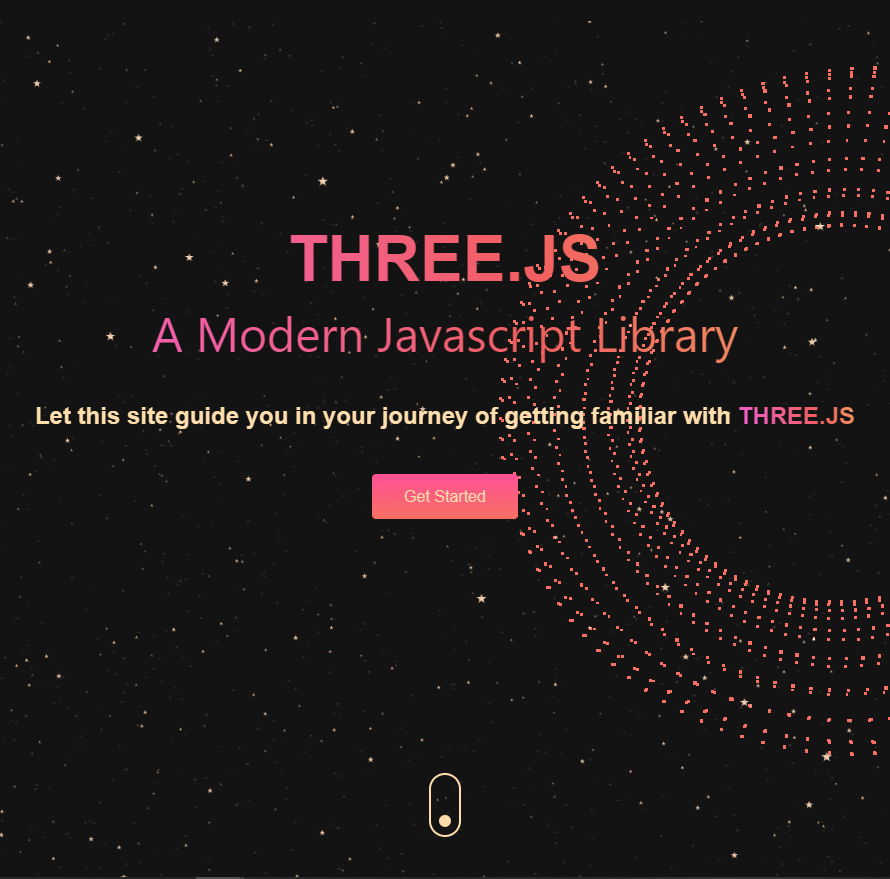 THREE.JS
A Modern Javascript Library
Let this site guide you in your journey of getting familiar with THREE.JS
Get Started